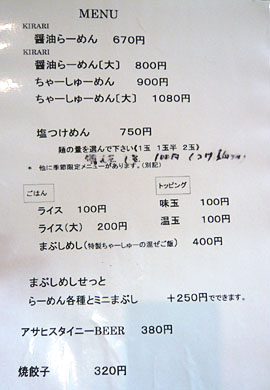 MENU
KIRARI
醤油らーめん 670円
KIRARI
醤油らーめん〔大〕 800円
ちゃーしゅーめん 900円
ちゃーしゅーめん〔大〕 1080円
塩つけめん 750円
麺の量を選んで下さい《1玉 1玉半 2玉》
* 他に季節限定メニューがあります。(別記)
ごはん
ライス 100円
ライス(大) 200円
まぶしめし(特製ちゃーしゅーの混ぜご飯) 400円
トッピング
味玉 100円
温玉 100円
まぶしめしせっと
らーめん各種とミニまぶし +250円でできます。
アサヒスタイニーBEER 380円
焼餃子 320円